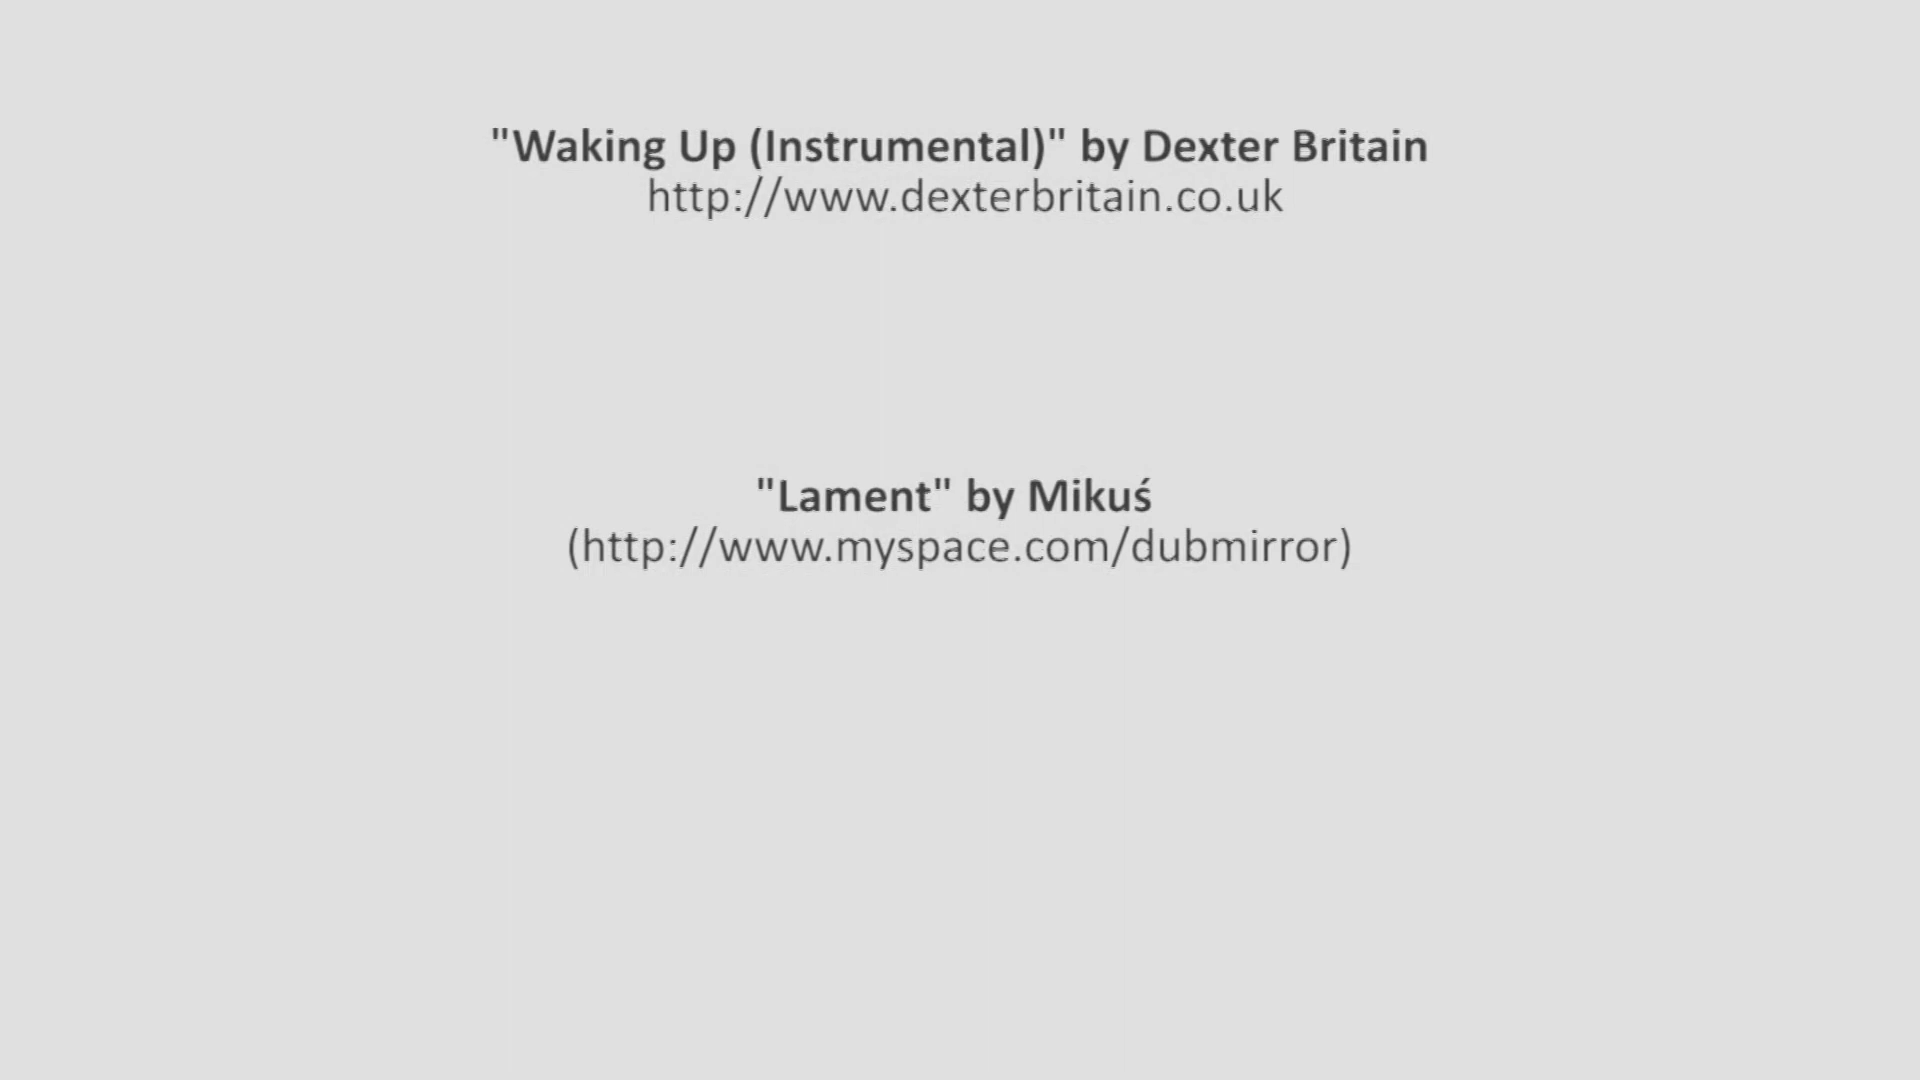 "Waking Up (Instrumental)" by Dexter Britain
http://www.dexterbritain.co.uk
"Lament" by Mikuś
(http://www.myspace.com/dubmirror)